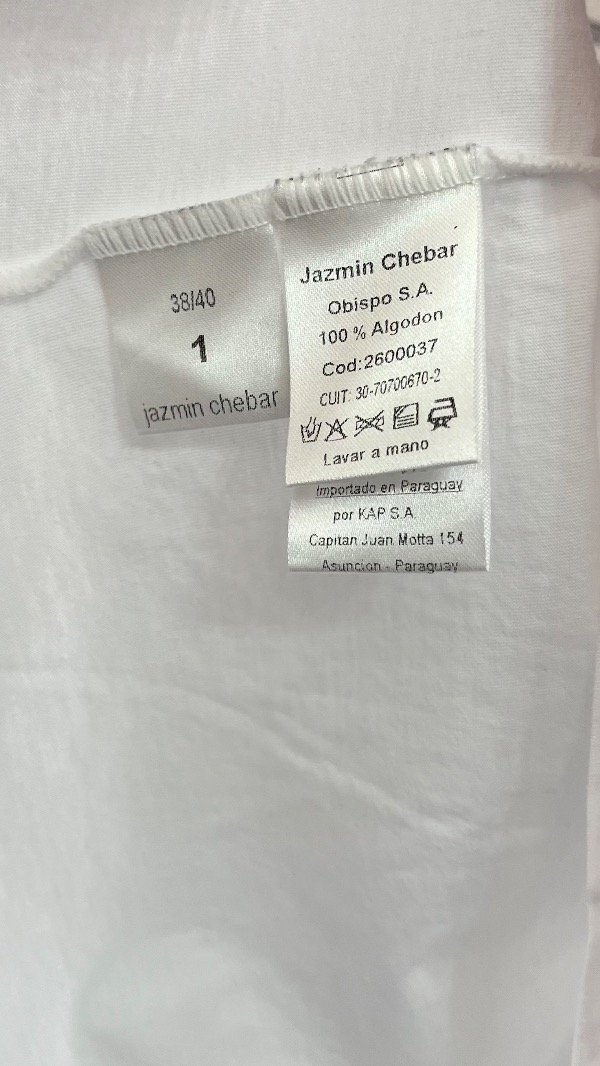 38/40
1
jazmin chebar
Jazmin Chebar
Obispo S.A.
100 % Algodon
Cod:2600037
CUIT: 30-70700670-2
Lavar a mano
Importado en Paraguay
por KAP S.A.
Capitan Juan Motta 154
Asuncion - Paraguay